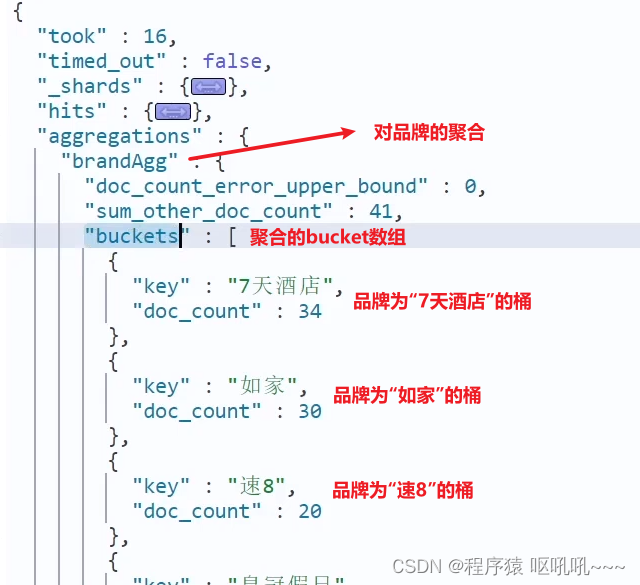 {
"took" : 16,
"timed_out" : false,
"_shards" : {},
"hits" : {},
"aggregations" : {
对品牌的聚合
"brandAgg" : {
"doc_count_error_upper_bound" : 0,
"sum_other_doc_count" : 41,
"buckets" : [ 聚合的bucket数组
{
"key" : "7天酒店",
"doc_count" : 34
品牌为“7天酒店”的桶
},
{
"key" : "如家",
品牌为“如家”的桶
"doc_count" : 30
},
{
"key" : "速8",
品牌为“速8”的桶
"doc_count" : 20
},
{
"key" : "皇冠假日"
CSDN @程序猿 呕吼吼~~~